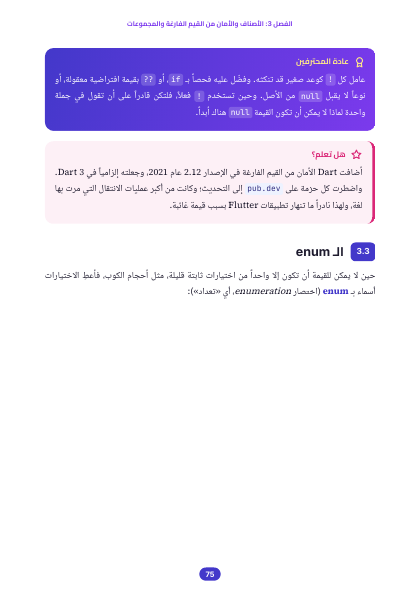 الفصل 3: الأصناف والأمان من القيم الفارغة والمجموعات
عادة المحترفين
عامل كل ! كوعد صغير قد تنكثه. وفضّل عليه فحصاً بـ if، أو ?? بقيمة افتراضية معقولة، أو
نوعاً لا يقبل null من الأصل. وحين تستخدم ! فعلاً، فلتكن قادراً على أن تقول في جملة
واحدة لماذا لا يمكن أن تكون القيمة null هناك أبداً.
هل تعلم؟
أضافت Dart الأمان من القيم الفارغة في الإصدار 2.12 عام 2021، وجعلته إلزامياً في Dart 3.
واضطرت كل حزمة على pub.dev إلى التحديث؛ وكانت من أكبر عمليات الانتقال التي مرت بها
لغة، ولهذا نادراً ما تنهار تطبيقات Flutter بسبب قيمة غائبة.
3.3 الـ enum
حين لا يمكن للقيمة أن تكون إلا واحداً من اختيارات ثابتة قليلة، مثل أحجام الكوب، فأعطِ الاختيارات
أسماء بـ enum (اختصار enumeration، أي «تعداد»):
75